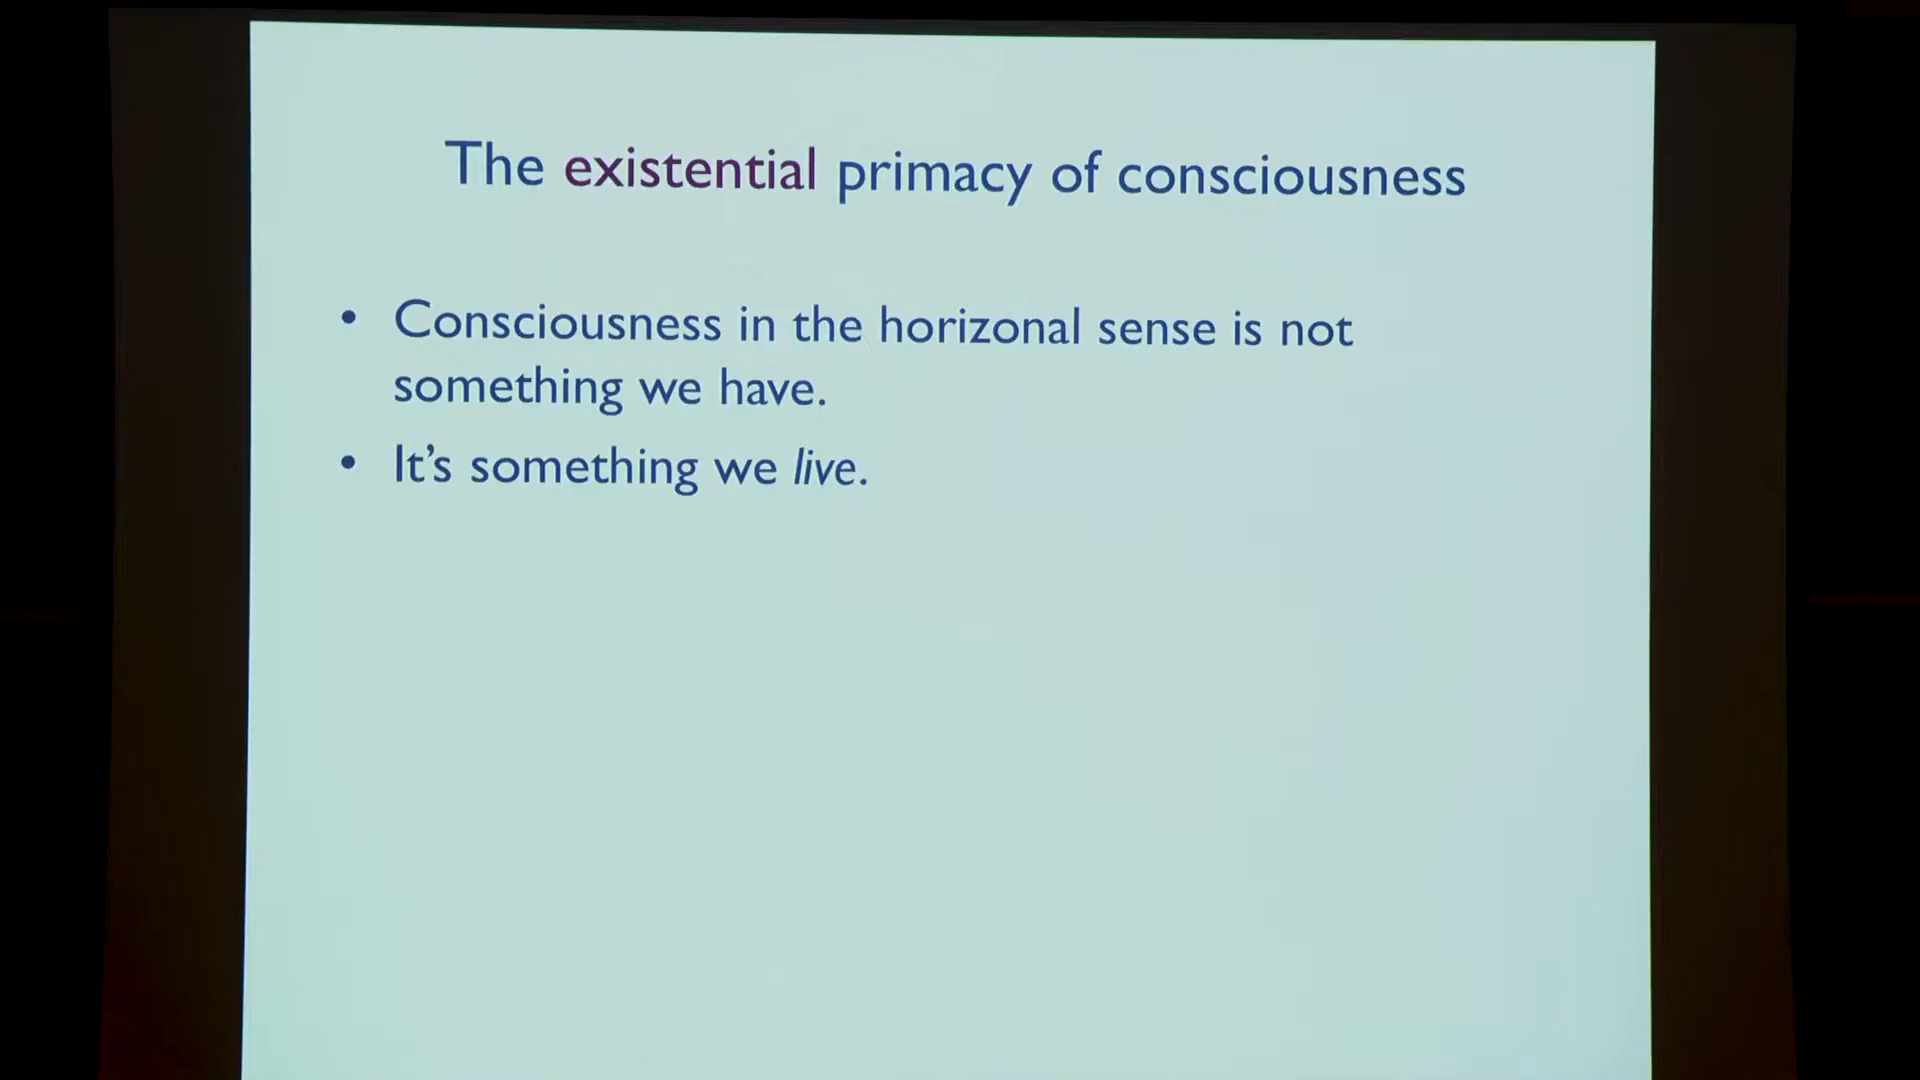 The existential primacy of consciousness
• Consciousness in the horizonal sense is not
something we have.
• It's something we live.